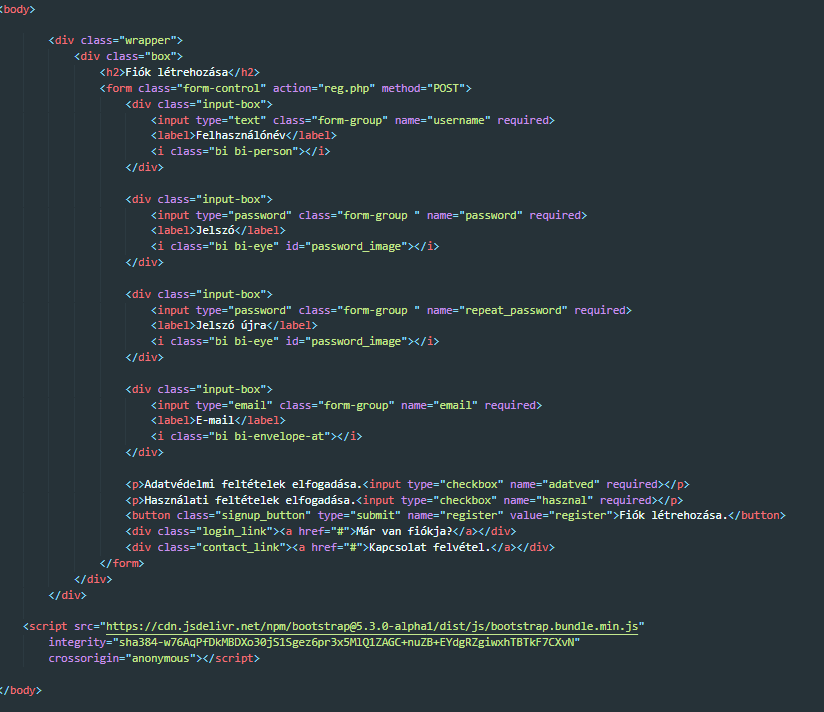 <body>
<div class="wrapper">
<div class="box">
<h2>Fiók létrehozása</h2>
<form class="form-control" action="reg.php" method="POST">
<div class="input-box">
<input type="text" class="form-group" name="username" required>
<label>Felhasználónév</label>
<i class="bi bi-person"></i>
</div>
<div class="input-box">
<input type="password" class="form-group " name="password" required>
<label>Jelszó</label>
<i class="bi bi-eye" id="password_image"></i>
</div>
<div class="input-box">
<input type="password" class="form-group " name="repeat_password" required>
<label>Jelszó újra</label>
<i class="bi bi-eye" id="password_image"></i>
</div>
<div class="input-box">
<input type="email" class="form-group" name="email" required>
<label>E-mail</label>
<i class="bi bi-envelope-at"></i>
</div>
<p>Adatvédelmi feltételek elfogadása.<input type="checkbox" name="adatved" required></p>
<p>Használati feltételek elfogadása.<input type="checkbox" name="hasznal" required></p>
<button class="signup_button" type="submit" name="register" value="register">Fiók létrehozása.</button>
<div class="login_link"><a href="#">Már van fiókja?</a></div>
<div class="contact_link"><a href="#">Kapcsolat felvétel.</a></div>
</form>
</div>
</div>
<script src="https://cdn.jsdelivr.net/npm/bootstrap@5.3.0-alpha1/dist/js/bootstrap.bundle.min.js"
integrity="sha384-w76AqPfDkMBDXo30jS1Sgez6pr3x5MlQ1ZAGC+nuZB+EYdgRZgiwxhTBTkF7CXvN"
crossorigin="anonymous"></script>
</body>